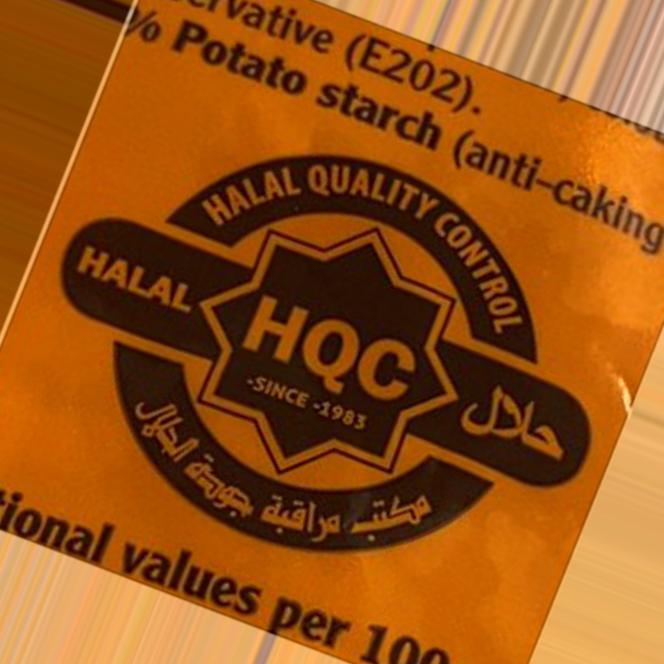 ervative (E202).
% Potato starch (anti-caking
HALAL QUALITY CONTROL
HALAL
HQC
-SINCE -1983
حلال
مكتب مراقبة جودة الحلال
tional values per 100